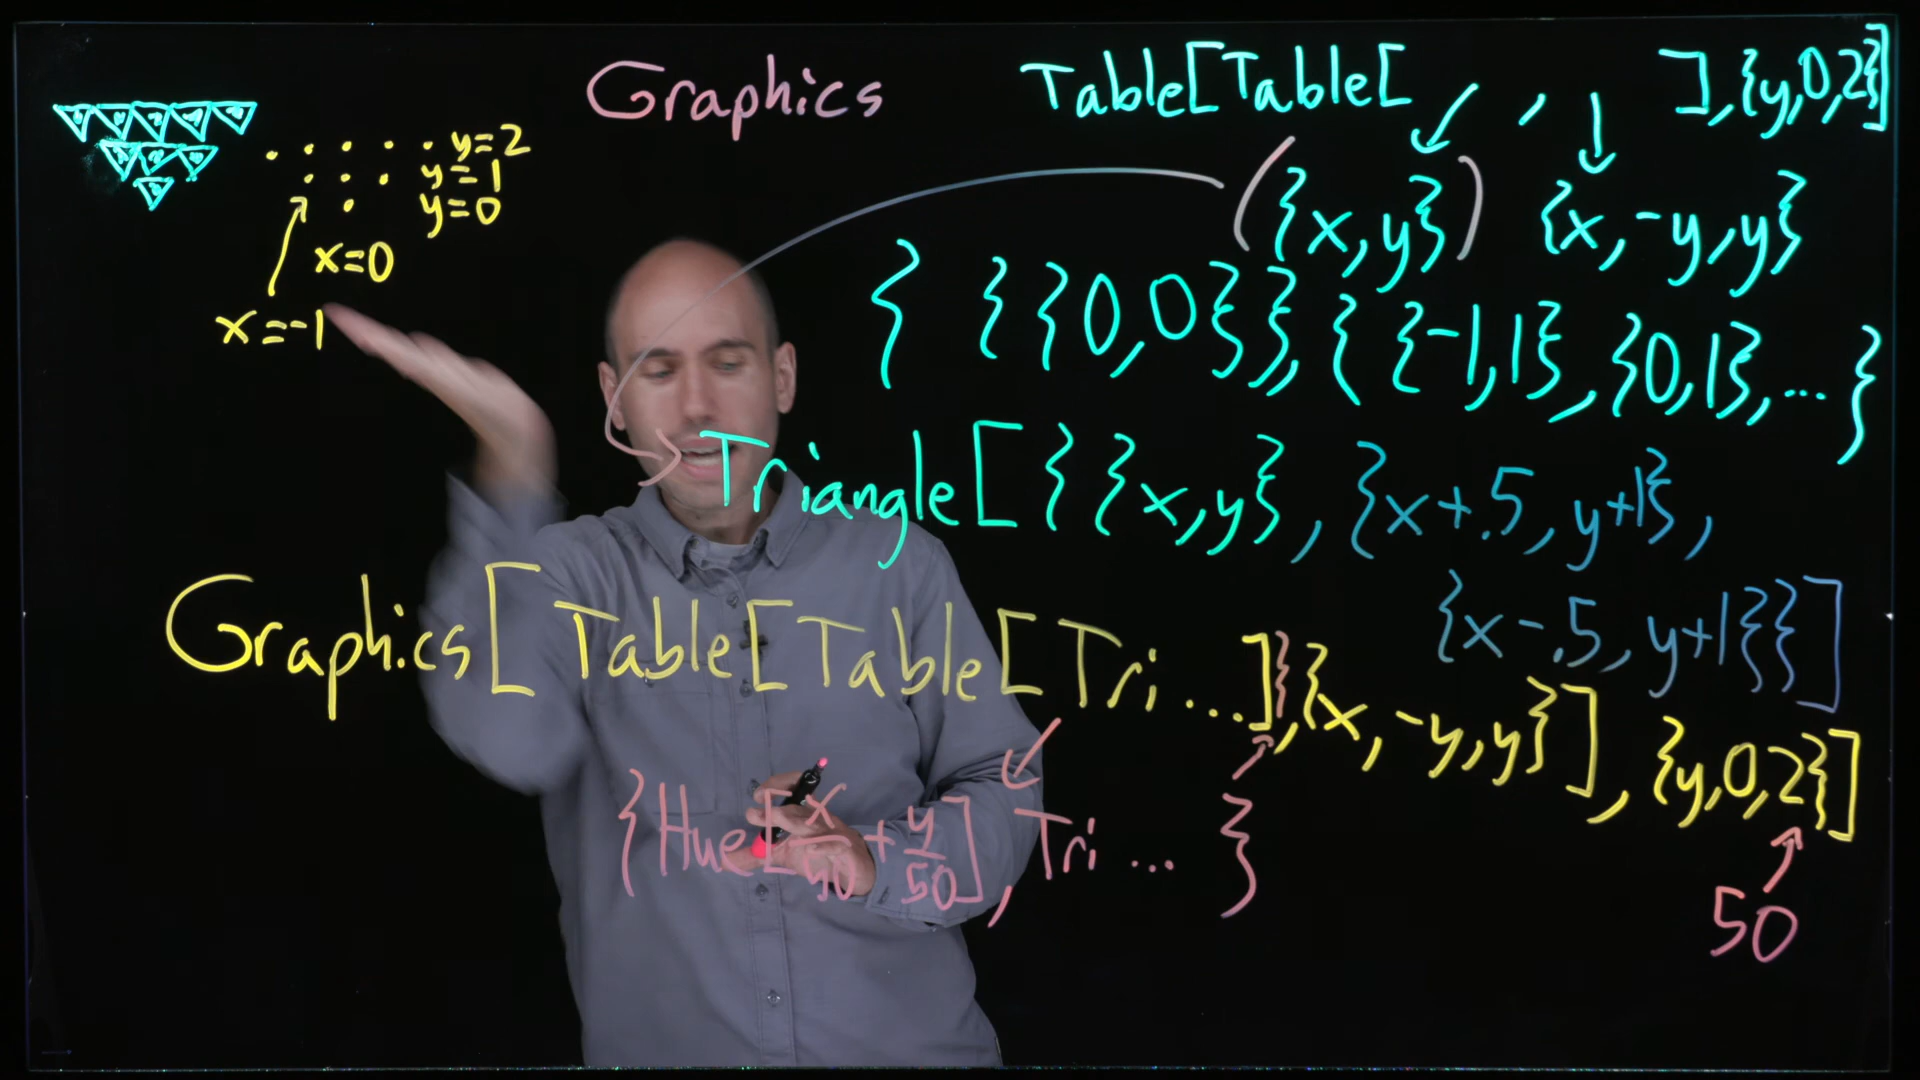 Graphics
Table[Table[ , ],{y,0,2}]
y=2
y=1
y=0
x=0
x=-1
({x,y}) {x,-y,y}
{ {{0,0}}, {{-1,1},{0,1},... }
Triangle[{{x,y},{x+.5,y+1},
{x-.5,y+1}}]
Graphics[Table[Table[Tri...]},{x,-y,y}],{y,0,2}]
{Hue[x/50+y/50],Tri... }
50